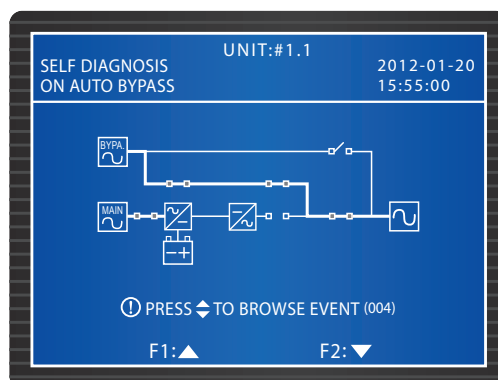 UNIT:#1.1
SELF DIAGNOSIS
2012-01-20
ON AUTO BYPASS
15:55:00
BYPA.
MAIN
PRESS TO BROWSE EVENT (004)
F1:
F2: